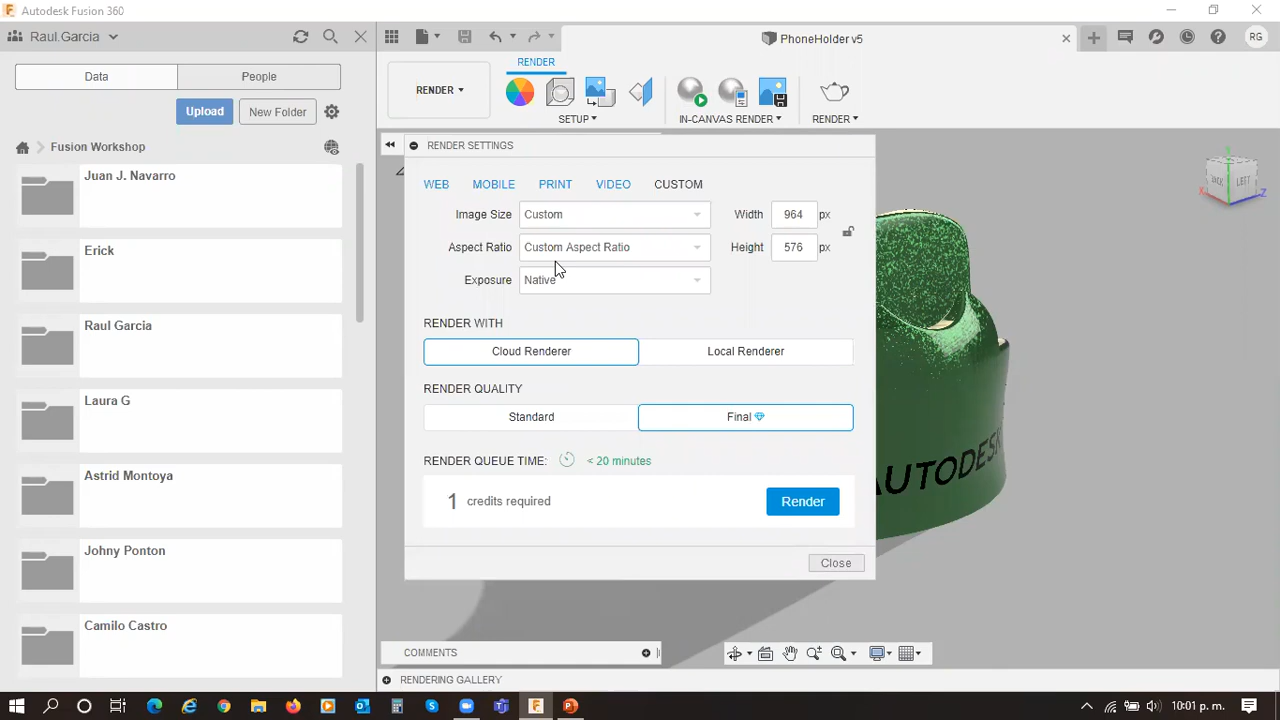 Autodesk Fusion 360
Raul.Garcia
PhoneHolder v5
RG
Data
People
RENDER
Upload
New Folder
RENDER
SETUP
IN-CANVAS RENDER
RENDER
Fusion Workshop
RENDER SETTINGS
Juan J. Navarro
Erick
Raul Garcia
Laura G
Astrid Montoya
Johny Ponton
Camilo Castro
WEB
MOBILE
PRINT
VIDEO
CUSTOM
Image Size
Custom
Width
964
px
Aspect Ratio
Custom Aspect Ratio
Height
576
px
Exposure
Native
RENDER WITH
Cloud Renderer
Local Renderer
RENDER QUALITY
Standard
Final
RENDER QUEUE TIME:
< 20 minutes
1 credits required
Render
Close
BACK
LEFT
X
Z
AUTODESK
COMMENTS
RENDERING GALLERY
10:01 p. m.